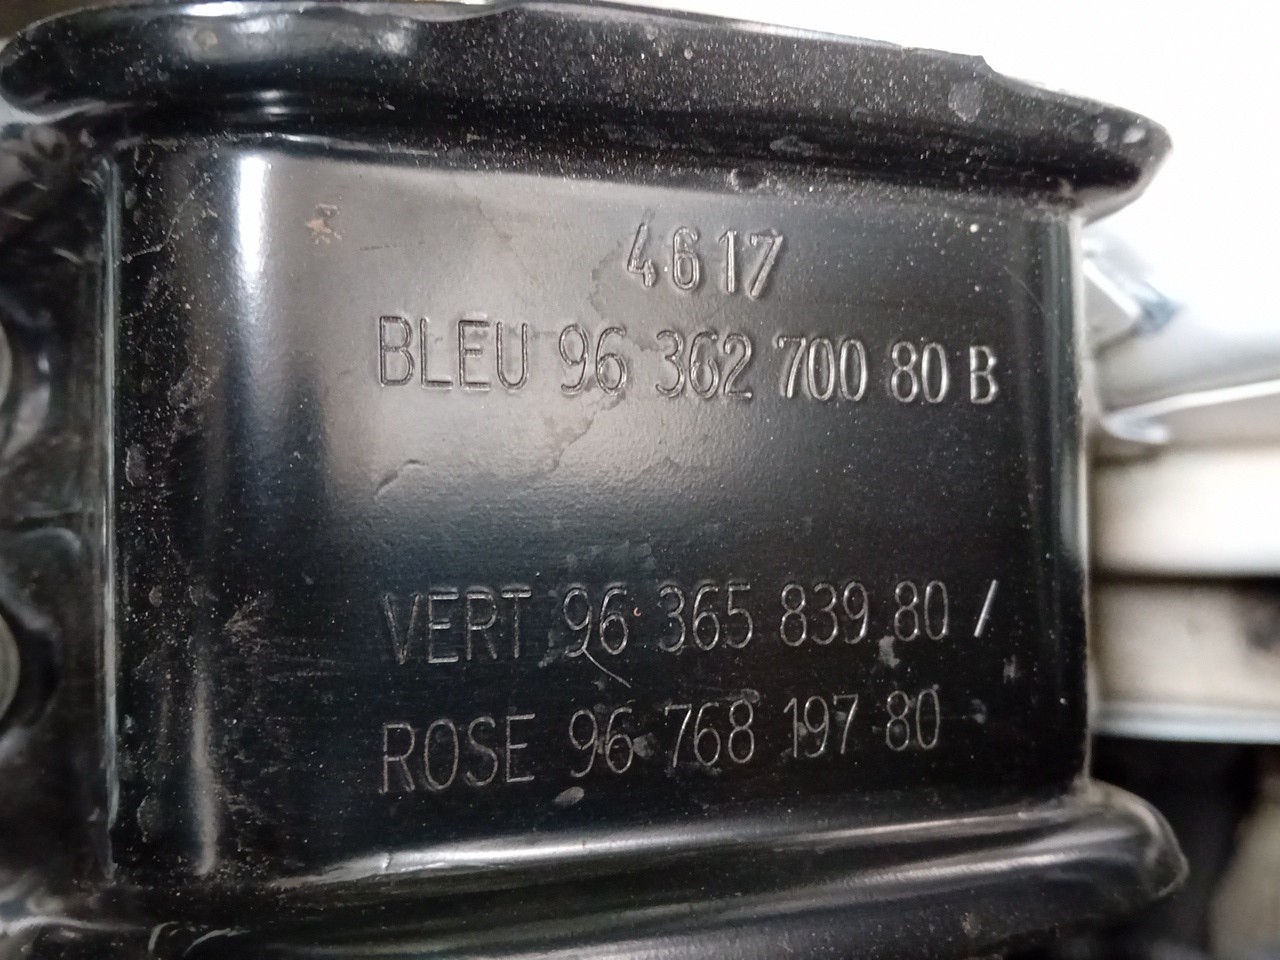 4617
BLEU 96 362 700 80 B
VERT 96 365 839 80 /
ROSE 96 768 197 80